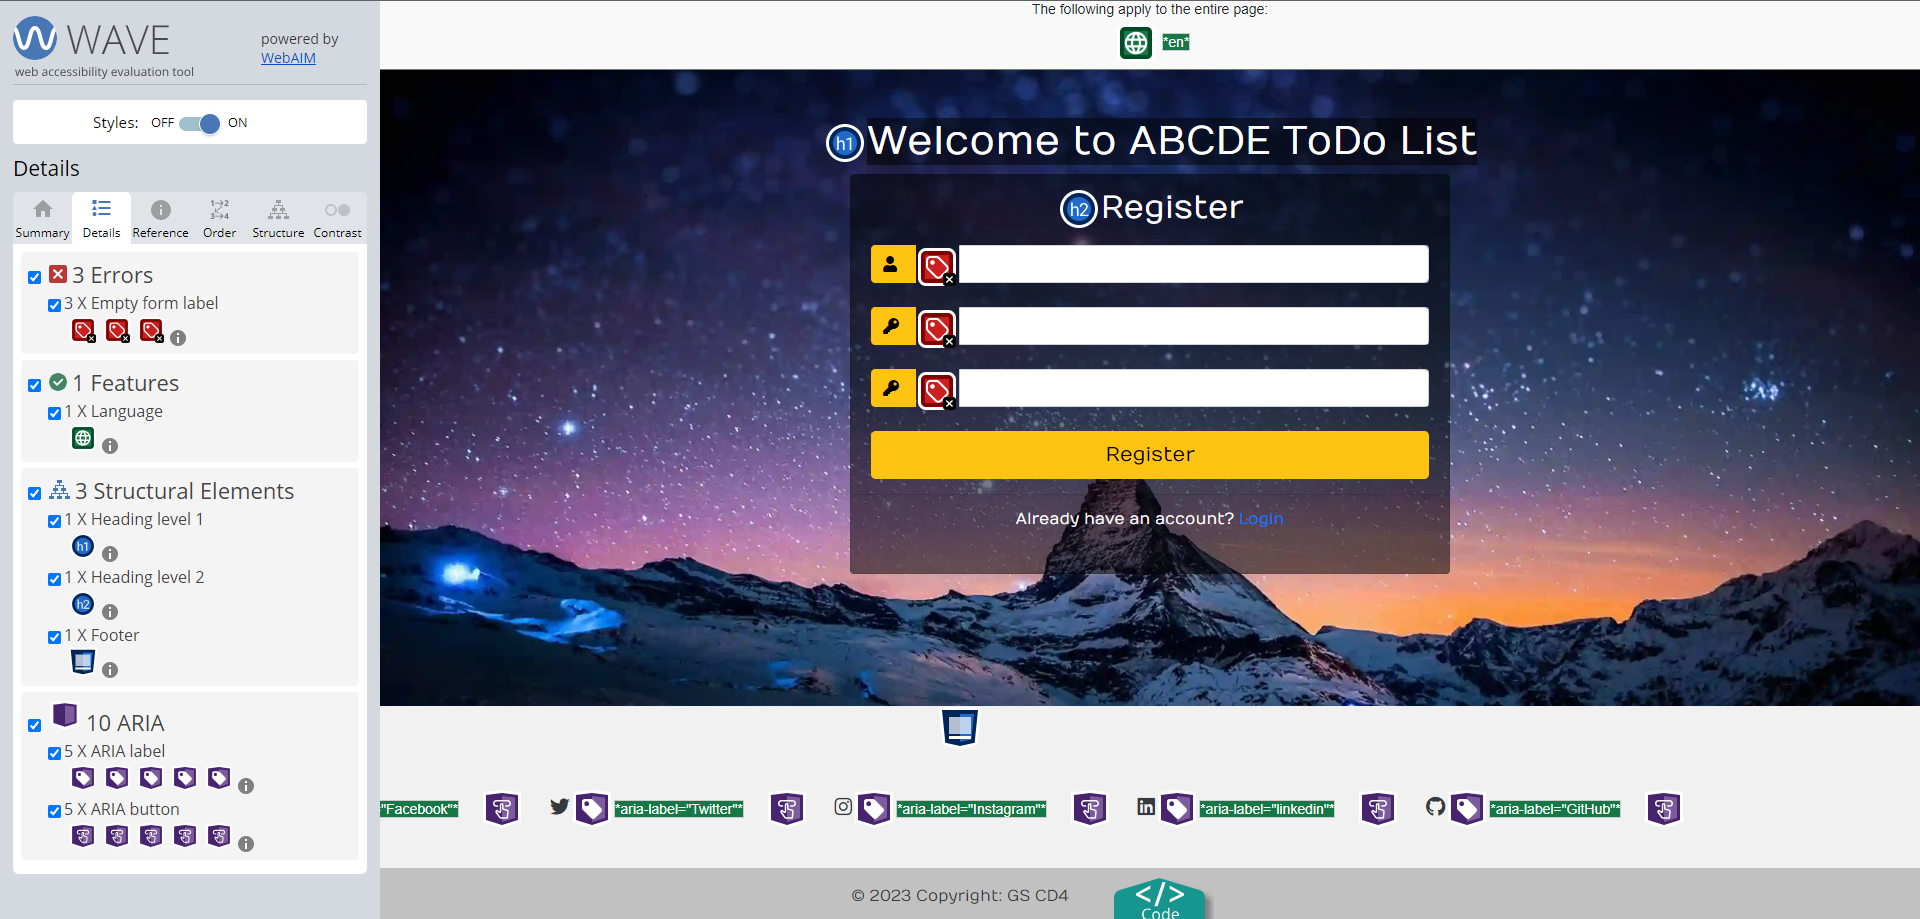 WAVE
powered by
WebAIM
web accessibility evaluation tool
Styles: OFF ON
Details
Summary Details Reference Order Structure Contrast
3 Errors
3 X Empty form label
1 Features
1 X Language
3 Structural Elements
1 X Heading level 1
h1
1 X Heading level 2
h2
1 X Footer
10 ARIA
5 X ARIA label
5 X ARIA button
The following apply to the entire page:
*en*
h1 Welcome to ABCDE ToDo List
h2 Register
Register
Already have an account? Login
="Facebook"* *aria-label="Twitter"* *aria-label="Instagram"* *aria-label="linkedin"* *aria-label="GitHub"*
© 2023 Copyright: GS CD4
</>
Code